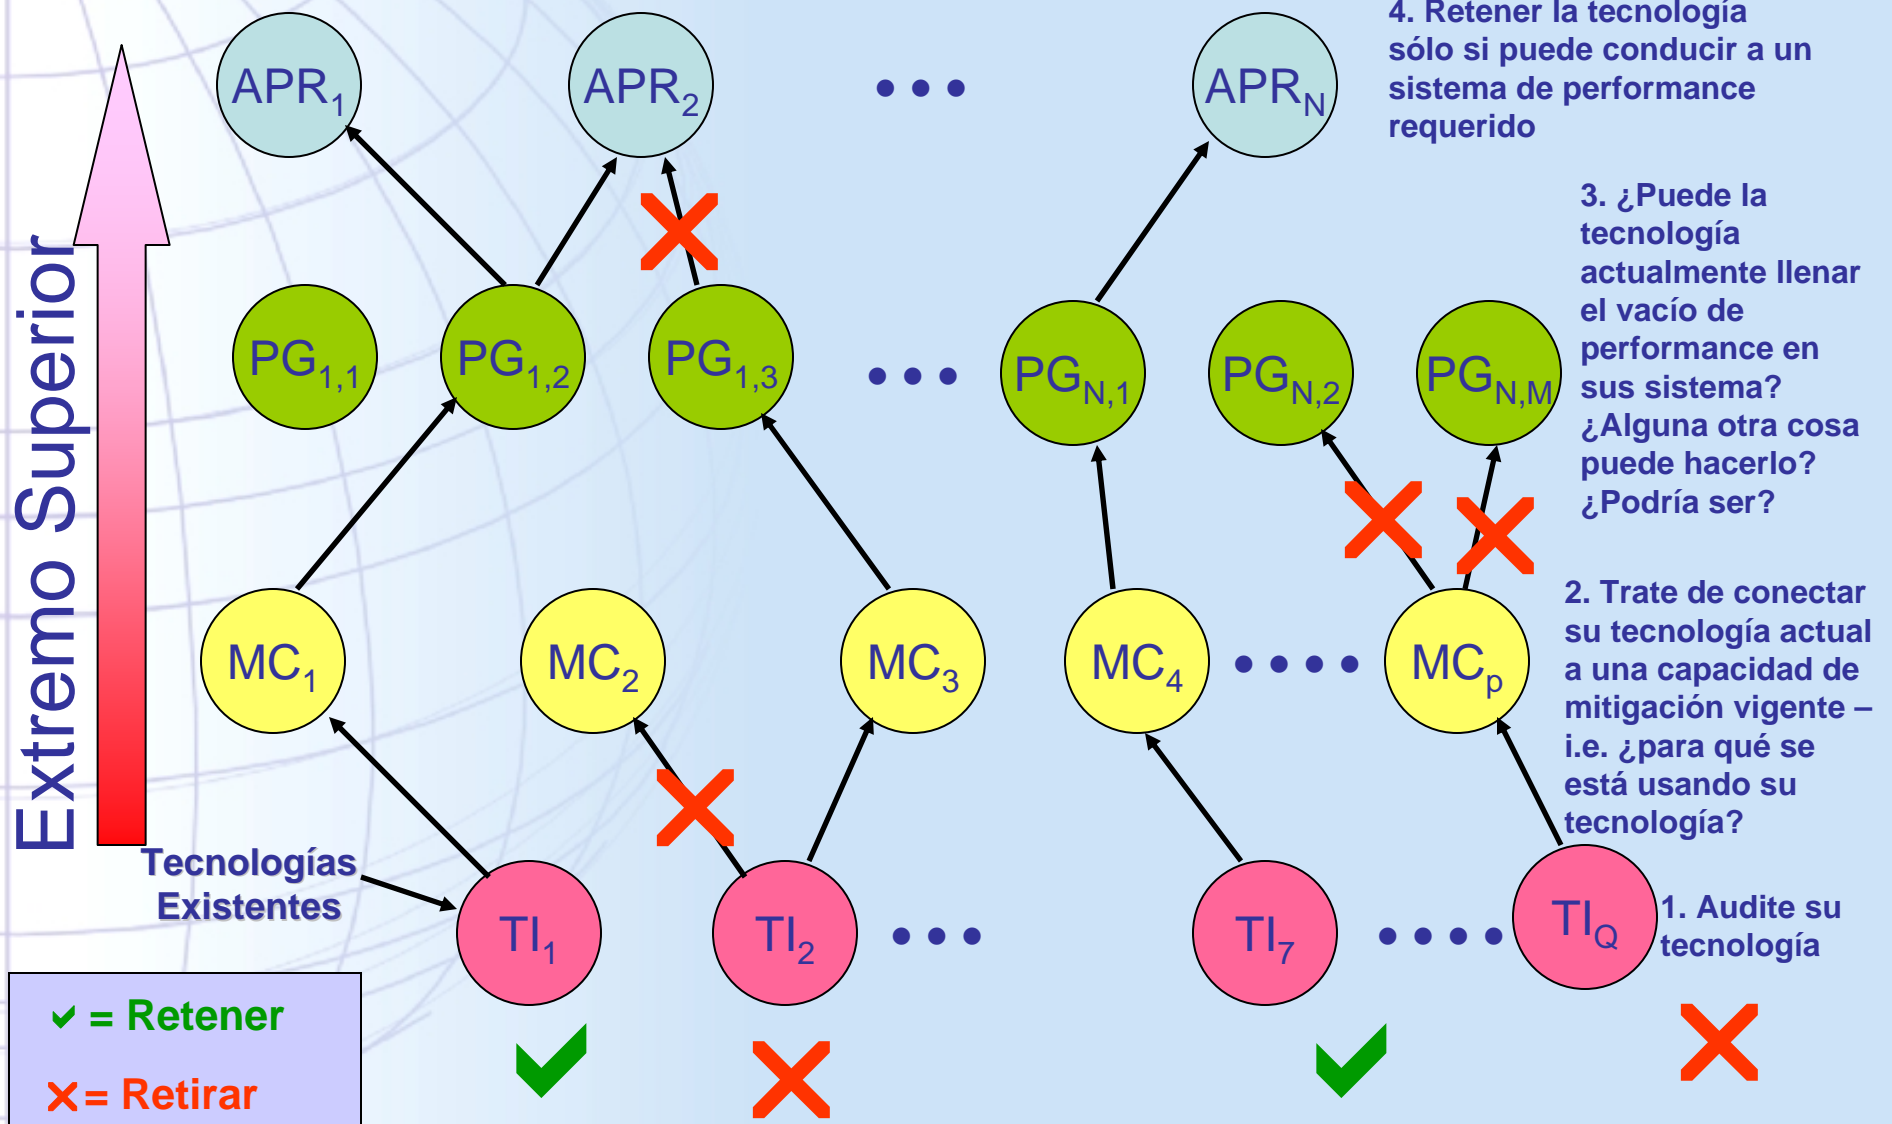 4. Retener la tecnología
sólo si puede conducir a un
sistema de performance
requerido
APR1
APR2
APRN
3. ¿Puede la
tecnología
actualmente llenar
el vacío de
performance en
sus sistema?
¿Alguna otra cosa
puede hacerlo?
¿Podría ser?
PG1,1
PG1,2
PG1,3
PGN,1
PGN,2
PGN,M
Extremo Superior
2. Trate de conectar
su tecnología actual
a una capacidad de
mitigación vigente –
i.e. ¿para qué se
está usando su
tecnología?
MC1
MC2
MC3
MC4
MCp
Tecnologías
Existentes
TI1
TI2
TI7
TIQ
1. Audite su
tecnología
= Retener
= Retirar